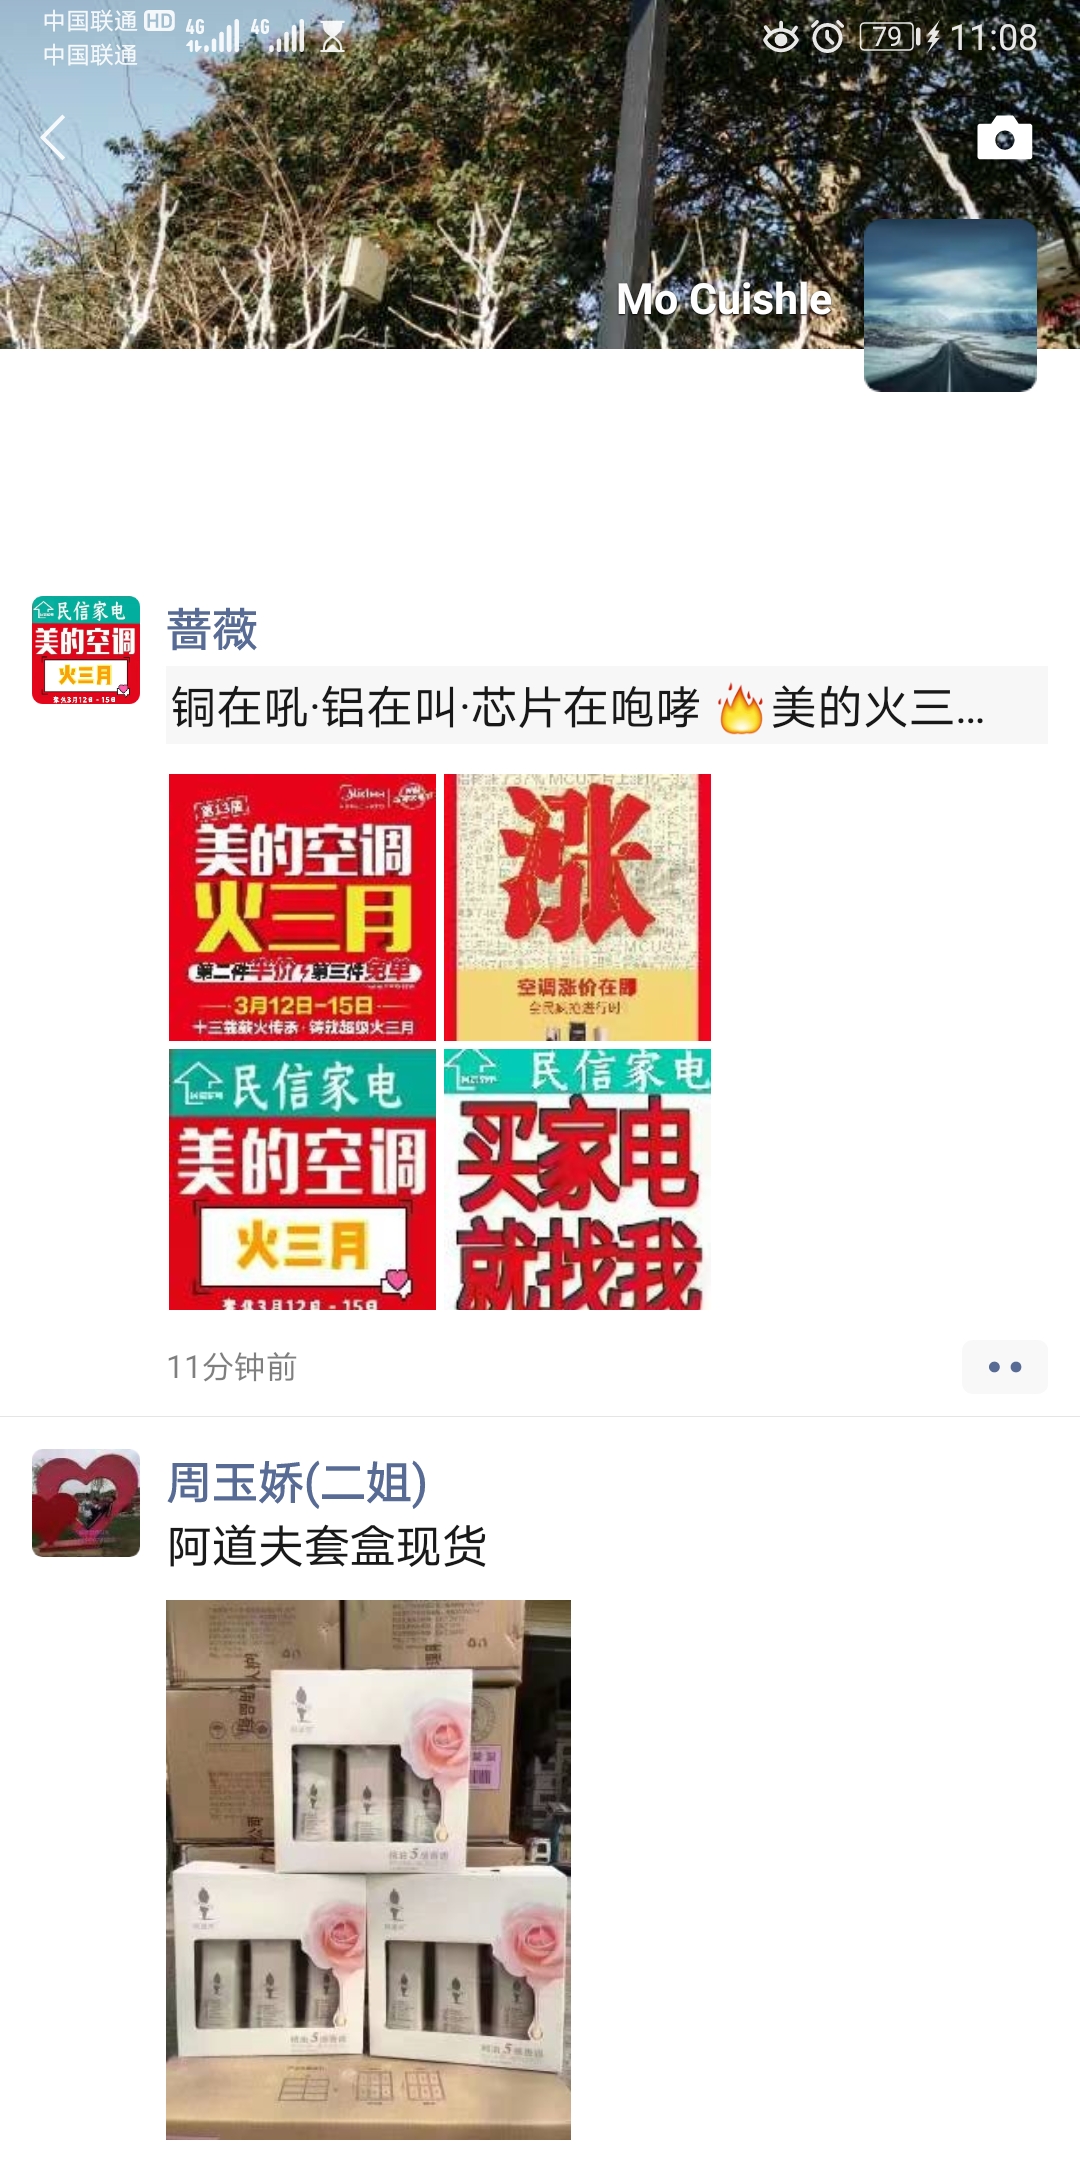 中国联通 HD
中国联通
4G 4G
79
11:08
Mo Cuishle
民信家电
美的空调
火三月
蔷薇
铜在吼·铝在叫·芯片在咆哮 🔥美的火三...
第13届
美的空调
火三月
第二件半价 第三件免单
3月12日-15日
十三载薪火传承·铸就超级火三月
涨
MCU芯片
空调涨价在即
全民疯抢进行时
民信家电
美的空调
火三月
3月12日-15日
民信家电
买家电
就找我
11分钟前
周玉娇(二姐)
阿道夫套盒现货